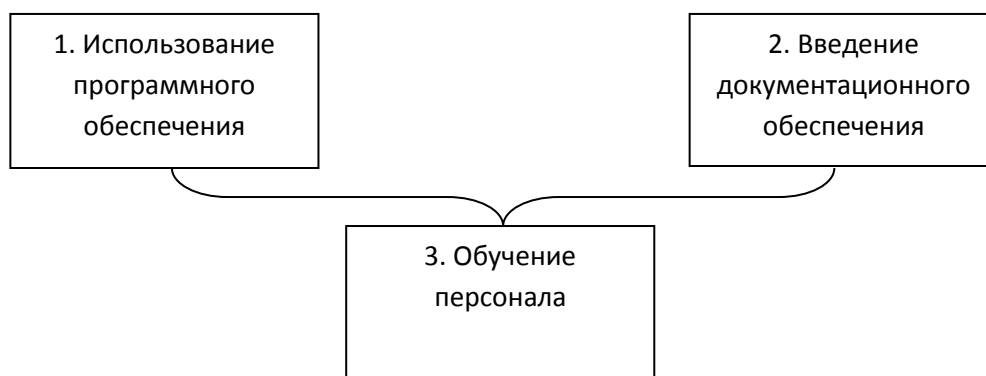 1. Использование
программного
обеспечения
2. Введение
документационного
обеспечения
3. Обучение
персонала